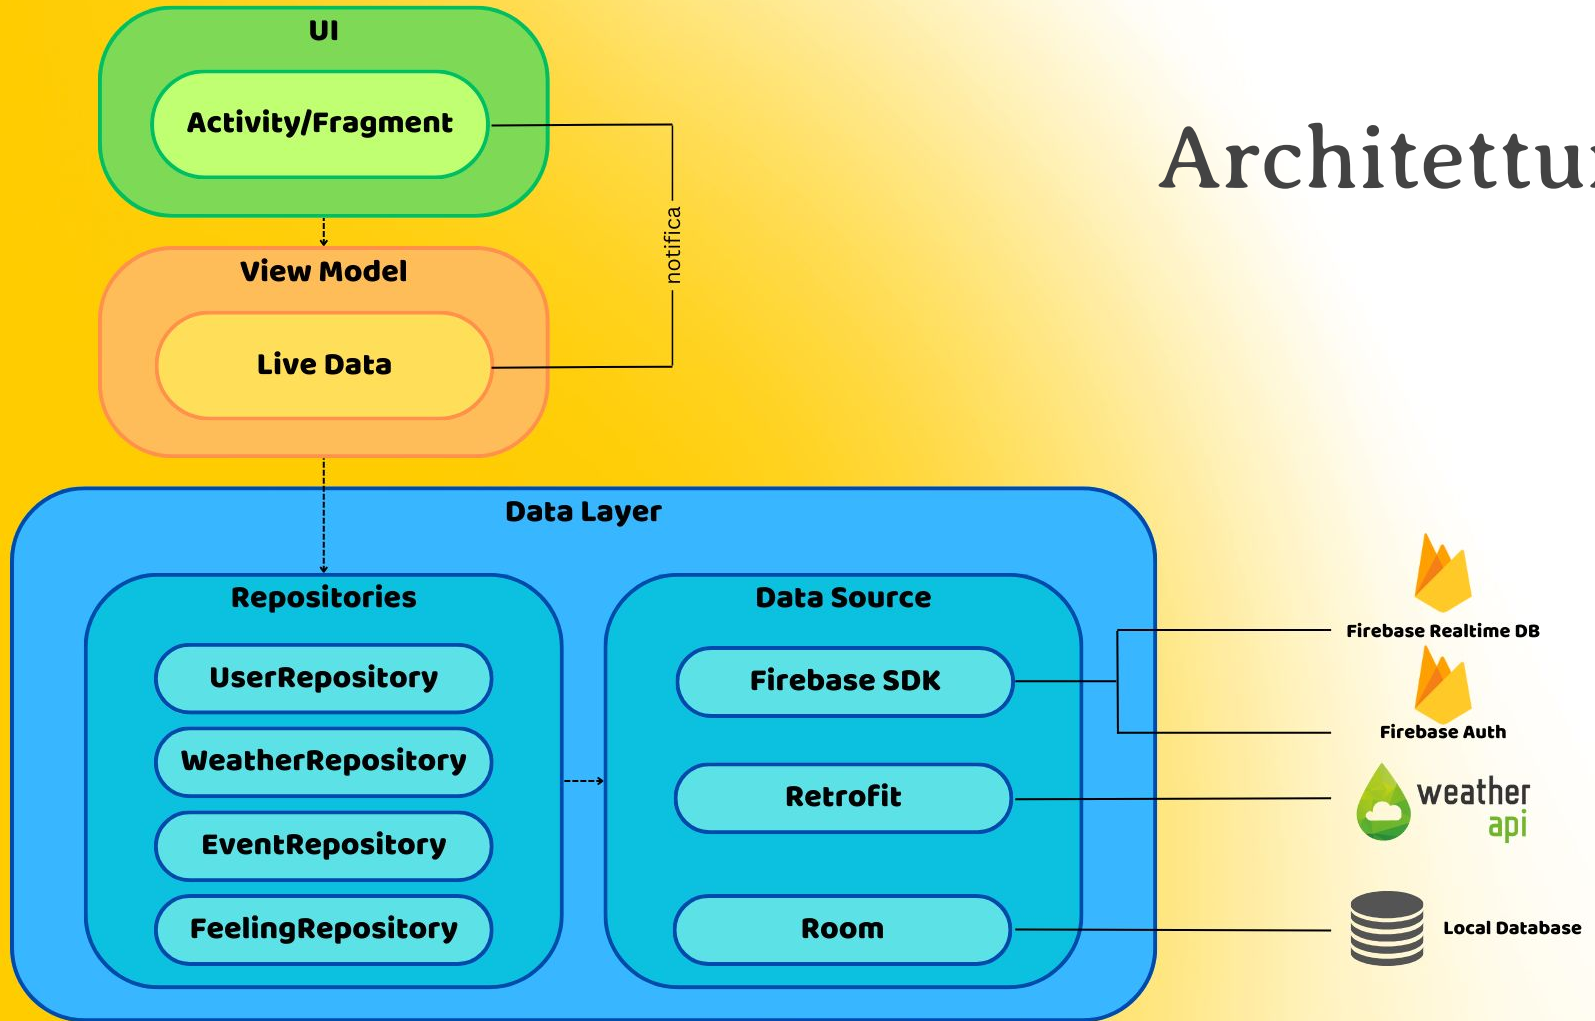 UI
Activity/Fragment
notifica
View Model
Live Data
Data Layer
Repositories
UserRepository
WeatherRepository
EventRepository
FeelingRepository
Data Source
Firebase SDK
Retrofit
Room
Firebase Realtime DB
Firebase Auth
weather
api
Local Database